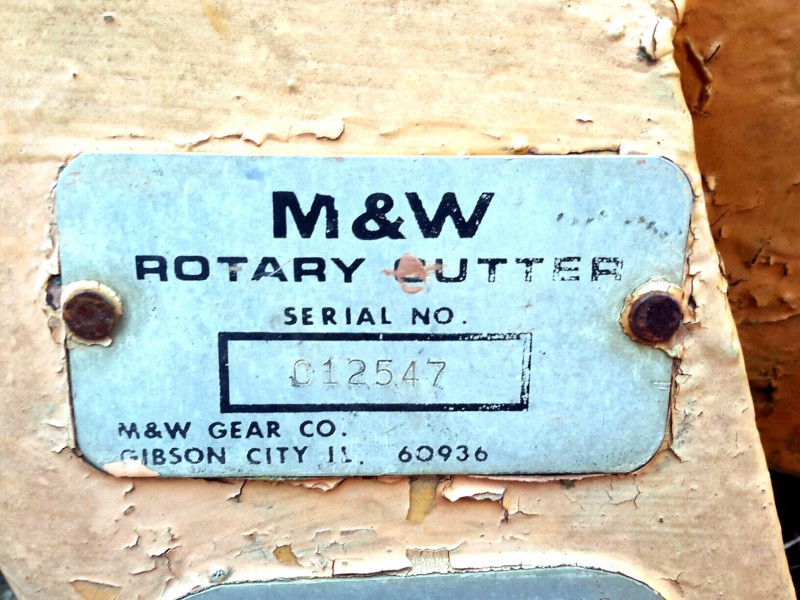 M&W
ROTARY CUTTER
SERIAL NO.
012547
M&W GEAR CO.
GIBSON CITY IL. 60936